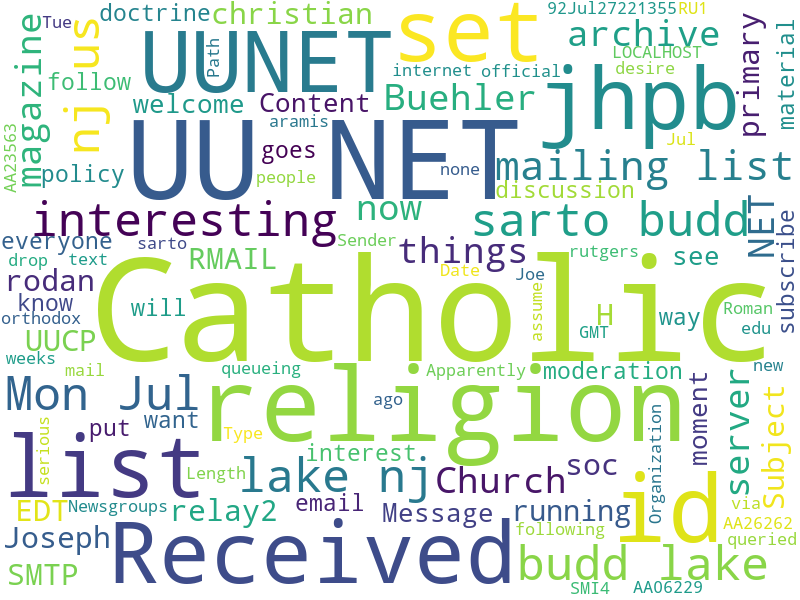 Tue
doctrine
christian
92Jul27221355
RU1
magazine
nj us
UUNET
Path
set
archive
LOCALHOST
desire
primary
material
follow
internet official
jhpb
welcome
Content
Buehler
AA23563
aramis
UU NET
Jul
goes
none
mailing list
policy
people
discussion
interesting
now
sarto budd
NET
subscribe
everyone
sarto
Sender
things
rutgers
see
drop
text
RMAIL
Date
Joe
rodan
Catholic
know
will
assume
H
way
Roman
orthodox
GMT
edu
UUCP
weeks
mail
queueing
Apparently
moderation
new
Mon Jul
religion
ago
want
moment
server
Subject
put
serious
Type
list
interest
Organization
lake nj
Length
Church
soc
id
via
EDT
Newsgroups
relay2
email
Message
running
AA26262
Joseph
Received
following
queried
SMTP
budd lake
SMI4
AA06229